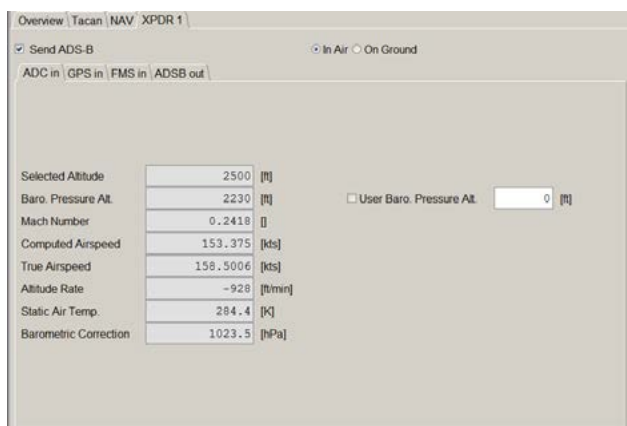 Overview Tacan NAV XPDR 1
Send ADS-B In Air On Ground
ADC in GPS in FMS in ADSB out
Selected Altitude 2500 [ft]
Baro. Pressure Alt. 2230 [ft] User Baro. Pressure Alt. 0 [ft]
Mach Number 0.2418 []
Computed Airspeed 153.375 [kts]
True Airspeed 158.5006 [kts]
Altitude Rate -928 [ft/min]
Static Air Temp. 284.4 [K]
Barometric Correction 1023.5 [hPa]